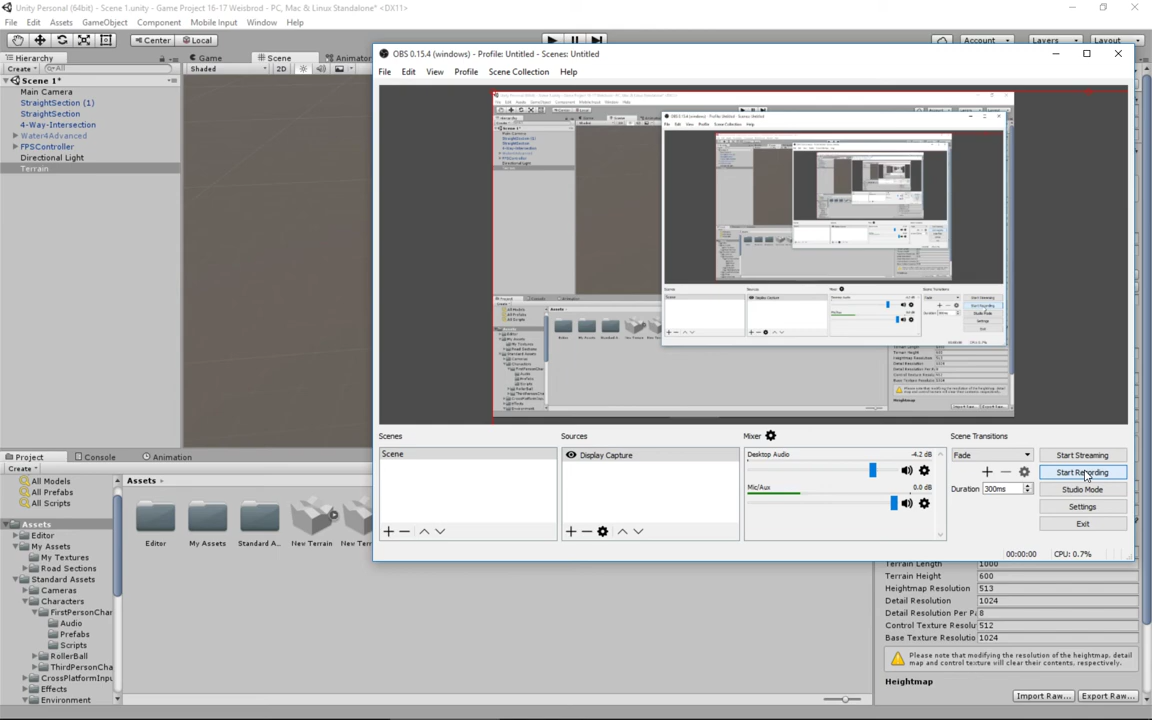 Unity Personal (64bit) - Scene 1.unity - Game Project 16-17 Weisbrod - PC, Mac & Linux Standalone* <DX11>
File Edit Assets GameObject Component Mobile Input Window Help
Center Local Account Layers Layout
Hierarchy
Create All
Scene 1*
Main Camera
StraightSection (1)
StraightSection
4-Way-Intersection
Water4Advanced
FPSController
Directional Light
Terrain
Game Scene Animator
Shaded 2D
OBS 0.15.4 (windows) - Profile: Untitled - Scenes: Untitled
File Edit View Profile Scene Collection Help
Scenes
Scene
Sources
Display Capture
Mixer
Desktop Audio -4.2 dB
Mic/Aux 0.0 dB
Scene Transitions
Fade
Duration 300ms
Start Streaming
Start Recording
Studio Mode
Settings
Exit
00:00:00 CPU: 0.7%
Project Console Animation
Create
All Models
All Prefabs
All Scripts
Assets
Editor
My Assets
My Textures
Road Sections
Standard Assets
Cameras
Characters
FirstPersonChar
Audio
Prefabs
Scripts
RollerBall
ThirdPersonCha
CrossPlatformInpu
Effects
Environment
Assets
Editor My Assets Standard A... New Terrain New Terr
Terrain Length 1000
Terrain Height 600
Heightmap Resolution 513
Detail Resolution 1024
Detail Resolution Per Pa 8
Control Texture Resolu 512
Base Texture Resolutio 1024
Please note that modifying the resolution of the heightmap, detail
map and control texture will clear their contents, respectively.
Heightmap
Import Raw... Export Raw...